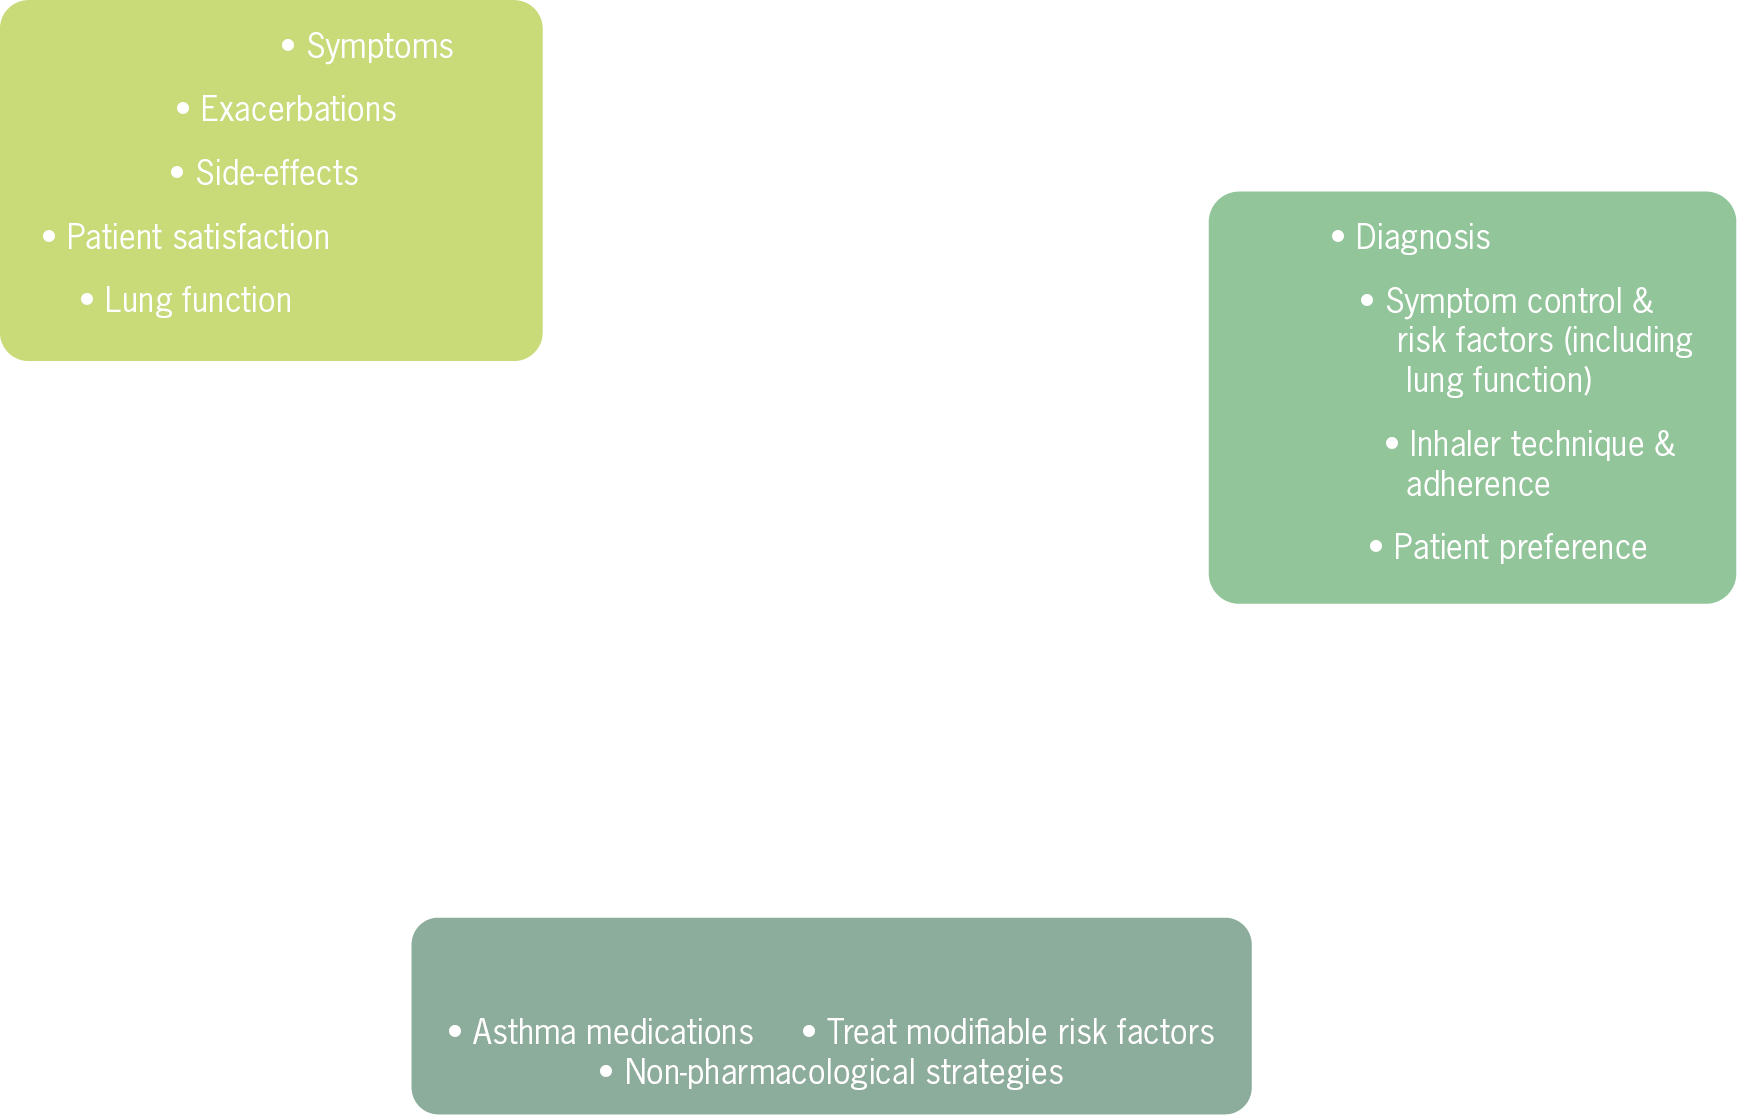 • Symptoms
• Exacerbations
• Side-effects
• Patient satisfaction
• Lung function
• Diagnosis
• Symptom control &
risk factors (including
lung function)
• Inhaler technique &
adherence
• Patient preference
• Asthma medications • Treat modifiable risk factors
• Non-pharmacological strategies